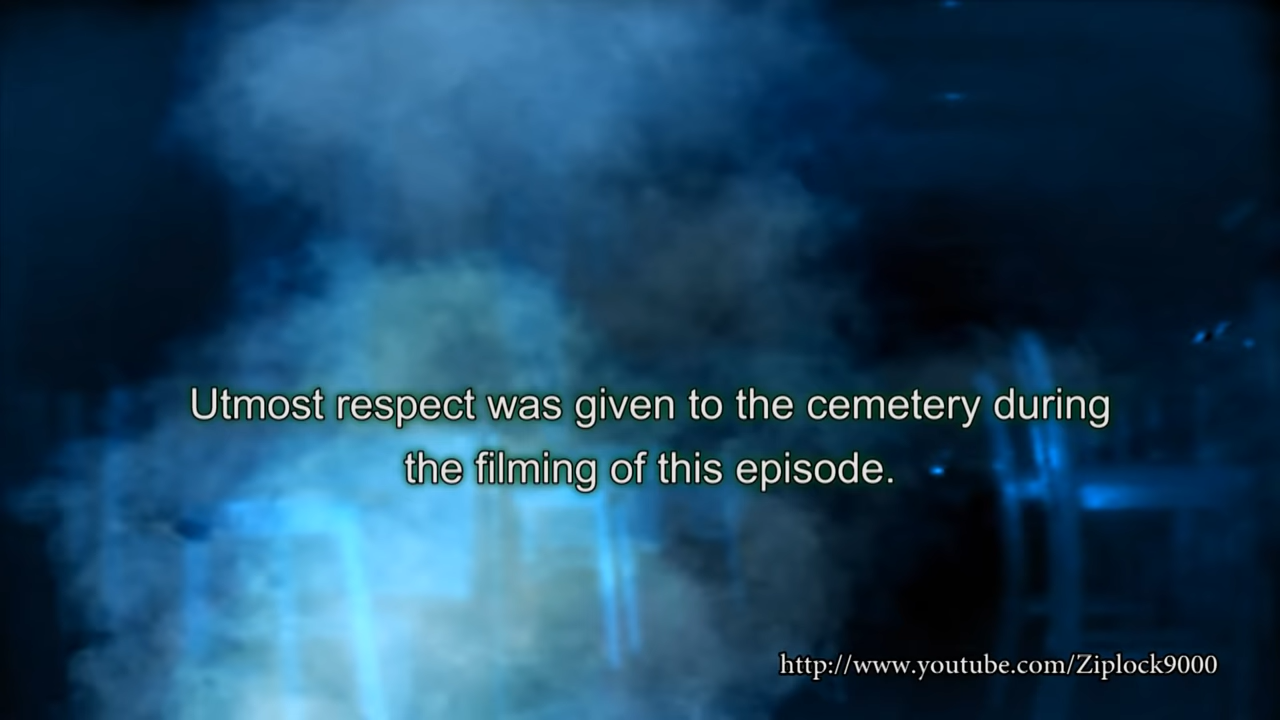 Utmost respect was given to the cemetery during
the filming of this episode.
http://www.youtube.com/Ziplock9000